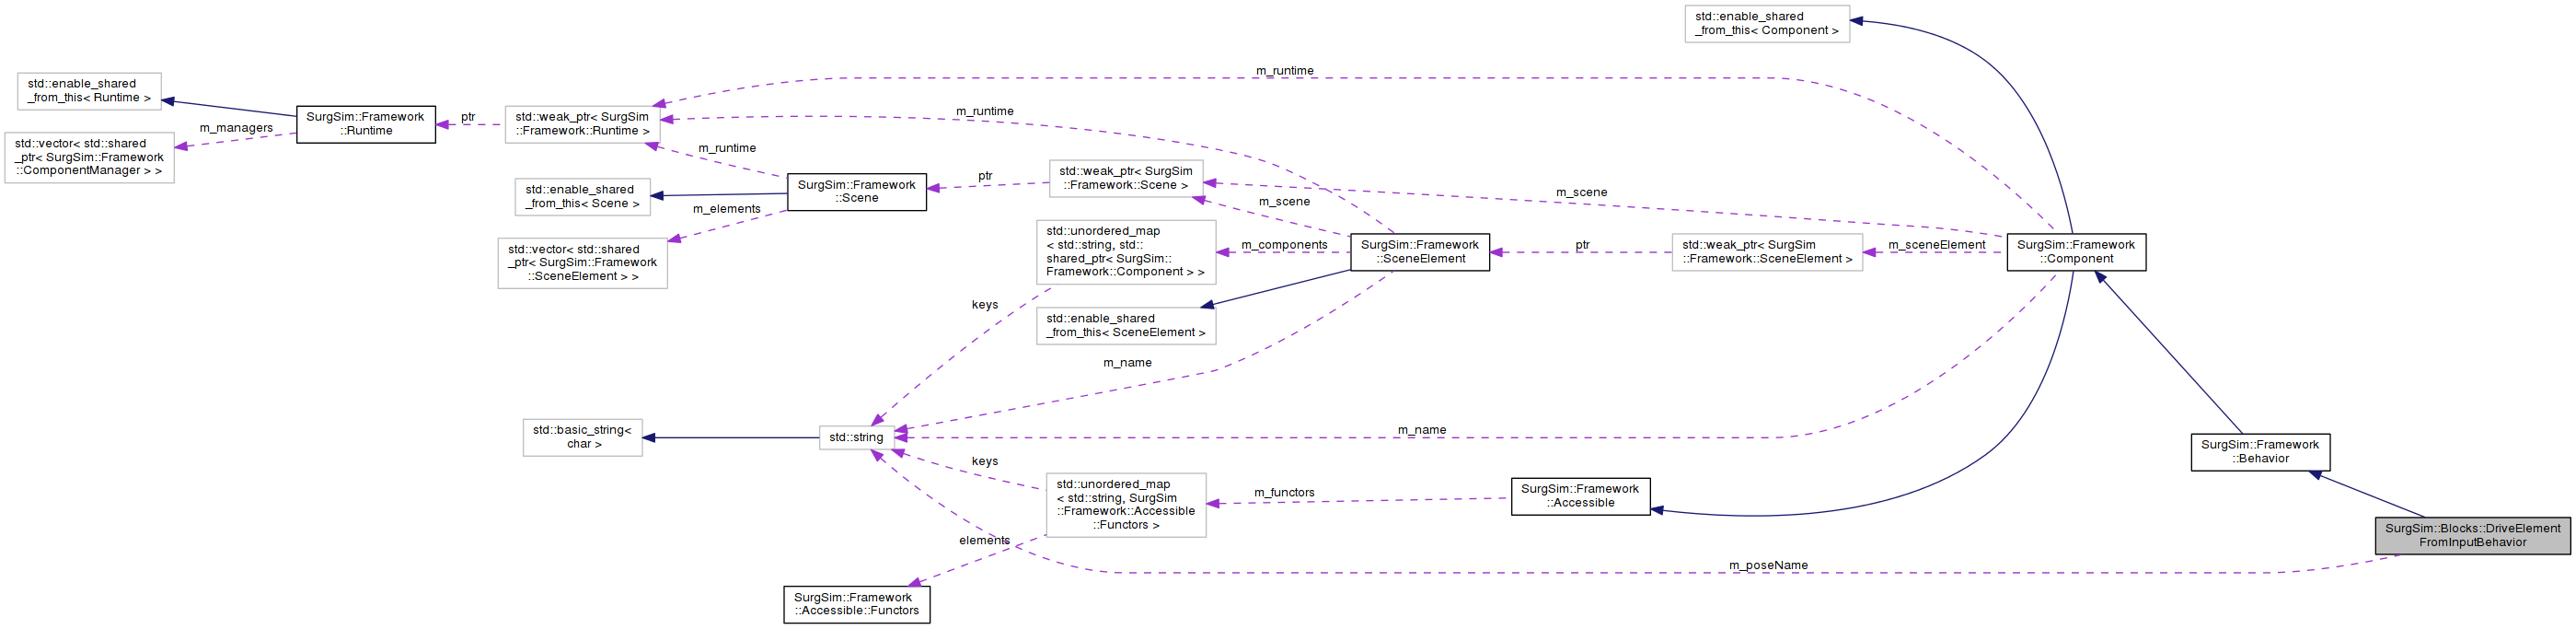 std::enable_shared
_from_this< Component >
m_runtime
std::enable_shared
_from_this< Runtime >
m_managers
std::vector< std::shared
_ptr< SurgSim::Framework
::ComponentManager > >
SurgSim::Framework
::Runtime
ptr
std::weak_ptr< SurgSim
::Framework::Runtime >
m_runtime
m_runtime
std::enable_shared
_from_this< Scene >
m_elements
std::vector< std::shared
_ptr< SurgSim::Framework
::SceneElement > >
SurgSim::Framework
::Scene
ptr
std::weak_ptr< SurgSim
::Framework::Scene >
m_scene
m_scene
std::unordered_map
< std::string, std::
shared_ptr< SurgSim::
Framework::Component > >
m_components
SurgSim::Framework
::SceneElement
ptr
std::weak_ptr< SurgSim
::Framework::SceneElement >
m_sceneElement
SurgSim::Framework
::Component
keys
std::enable_shared
_from_this< SceneElement >
m_name
std::basic_string<
char >
std::string
m_name
SurgSim::Framework
::Behavior
keys
std::unordered_map
< std::string, SurgSim
::Framework::Accessible
::Functors >
m_functors
SurgSim::Framework
::Accessible
elements
SurgSim::Blocks::DriveElement
FromInputBehavior
m_poseName
SurgSim::Framework
::Accessible::Functors